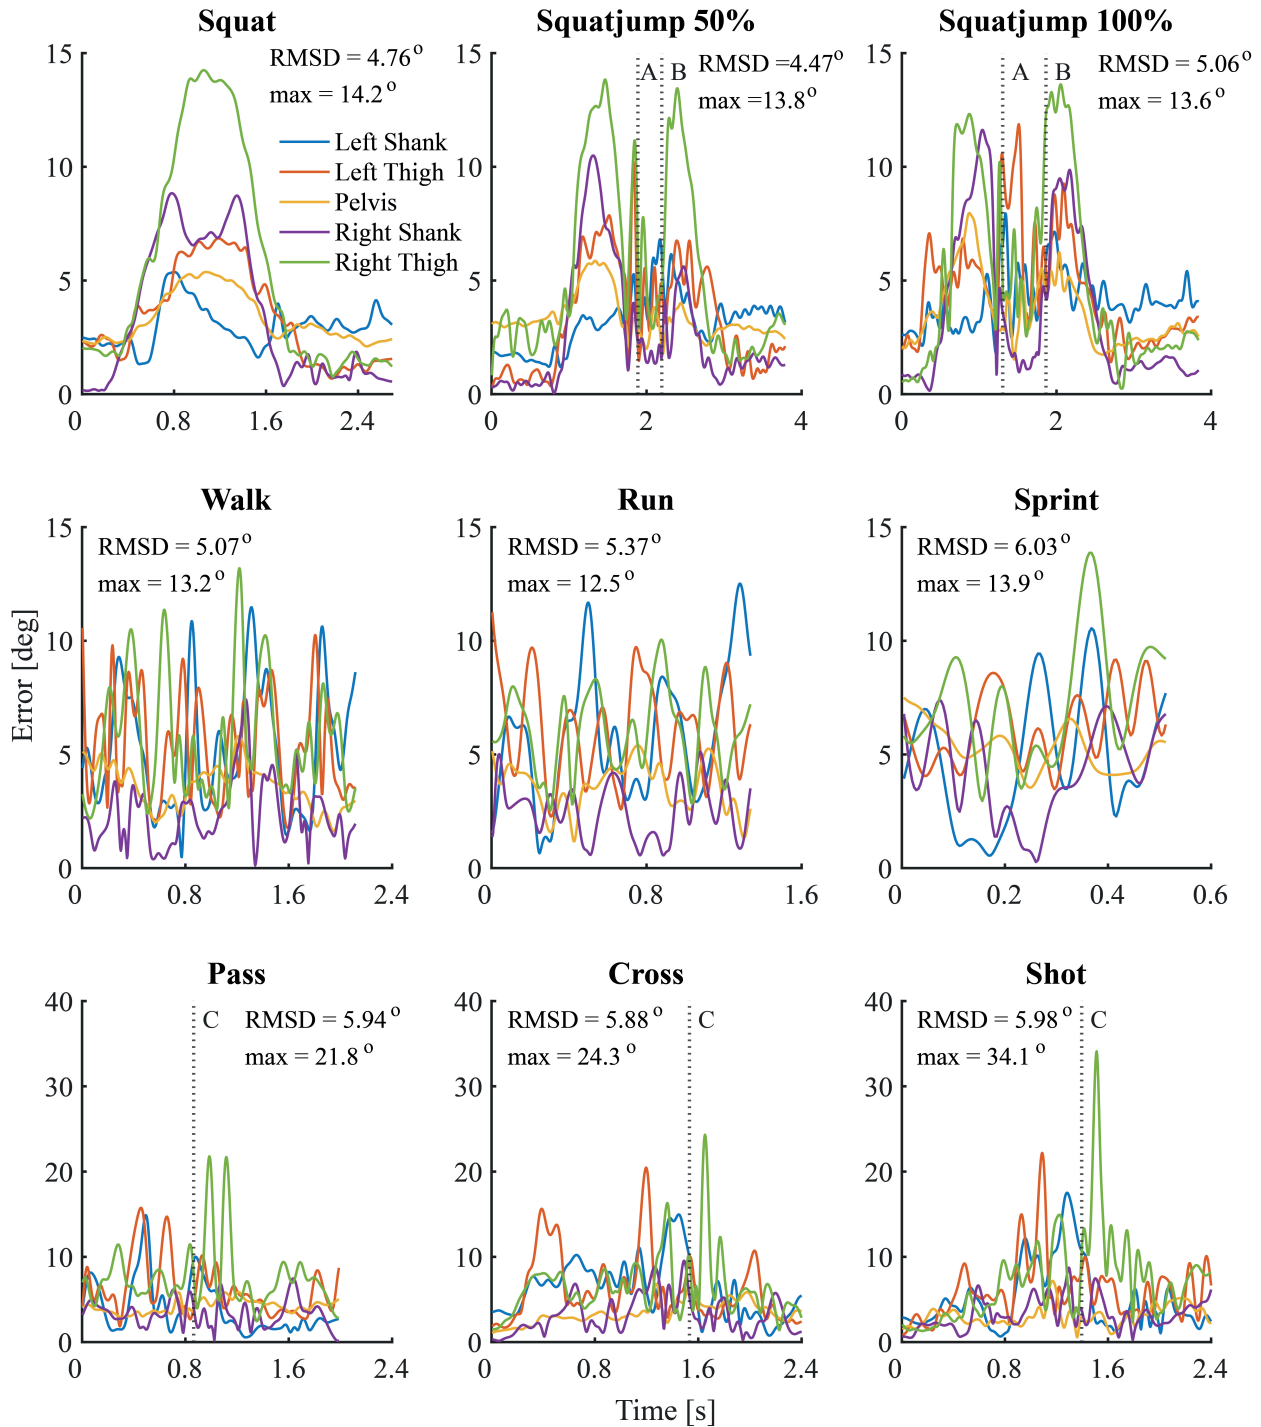 Squat
Squatjump 50%
Squatjump 100%
15
10
5
0
0 0.8 1.6 2.4
RMSD = 4.76°
max = 14.2°
Left Shank
Left Thigh
Pelvis
Right Shank
Right Thigh
15
10
5
0
0 2 4
A B
RMSD =4.47°
max =13.8°
15
10
5
0
0 2 4
A B
RMSD = 5.06°
max = 13.6°
Error [deg]
Walk
Run
Sprint
15
10
5
0
0 0.8 1.6 2.4
RMSD = 5.07°
max = 13.2°
15
10
5
0
0 0.8 1.6
RMSD = 5.37°
max = 12.5°
15
10
5
0
0 0.2 0.4 0.6
RMSD = 6.03°
max = 13.9°
Pass
Cross
Shot
40
30
20
10
0
0 0.8 1.6 2.4
C
RMSD = 5.94°
max = 21.8°
40
30
20
10
0
0 0.8 1.6 2.4
RMSD = 5.88°
max = 24.3°
C
40
30
20
10
0
0 0.8 1.6 2.4
RMSD = 5.98°
max = 34.1°
C
Time [s]